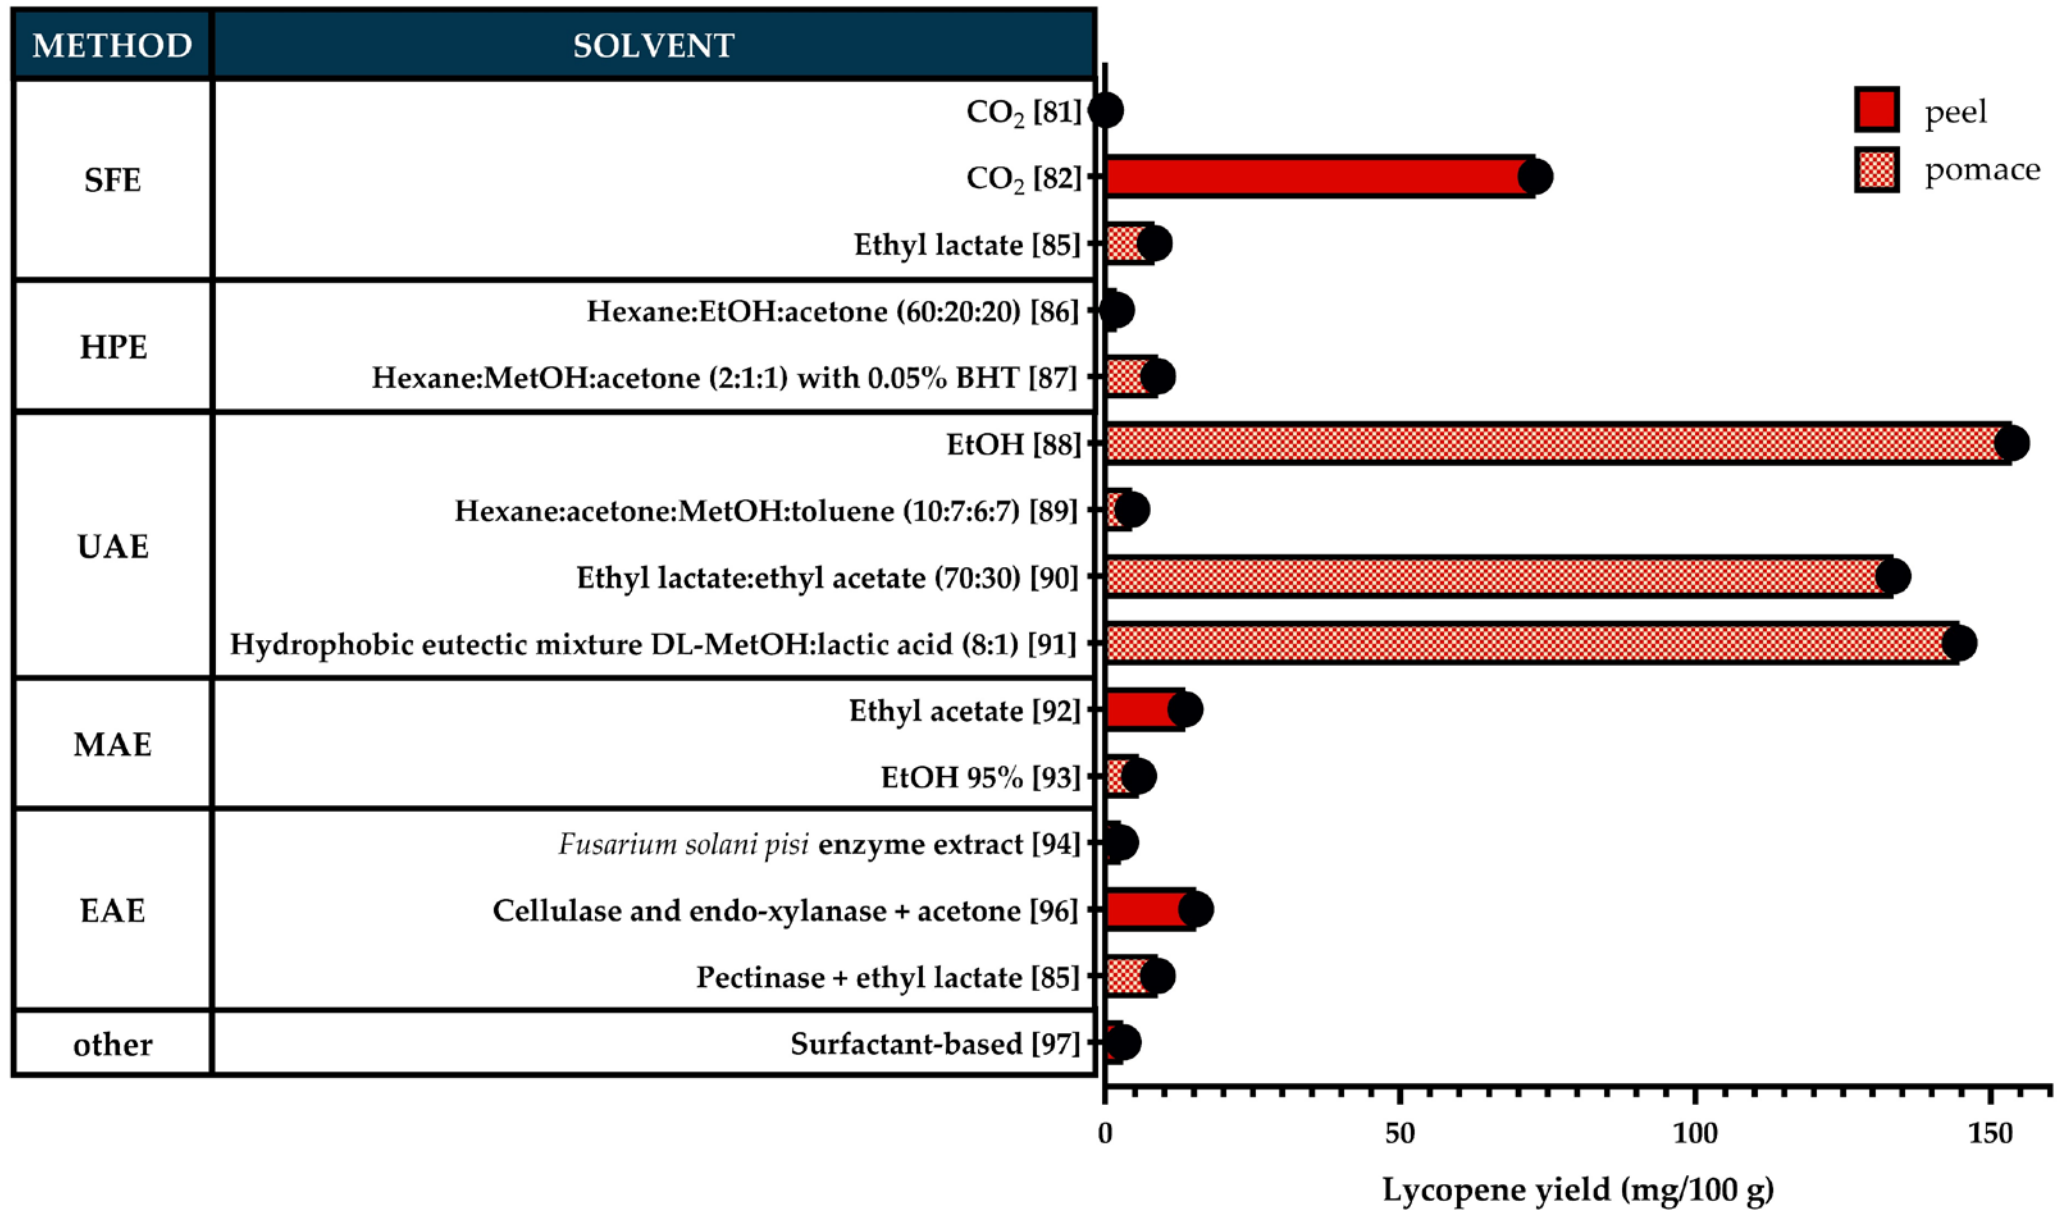 METHOD SOLVENT
CO₂ [81]
peel
SFE
CO₂ [82]
pomace
Ethyl lactate [85]
HPE
Hexane:EtOH:acetone (60:20:20) [86]
Hexane:MetOH:acetone (2:1:1) with 0.05% BHT [87]
UAE
EtOH [88]
Hexane:acetone:MetOH:toluene (10:7:6:7) [89]
Ethyl lactate:ethyl acetate (70:30) [90]
Hydrophobic eutectic mixture DL-MetOH:lactic acid (8:1) [91]
MAE
Ethyl acetate [92]
EtOH 95% [93]
EAE
Fusarium solani pisi enzyme extract [94]
Cellulase and endo-xylanase + acetone [96]
Pectinase + ethyl lactate [85]
other
Surfactant-based [97]
0 50 100 150
Lycopene yield (mg/100 g)